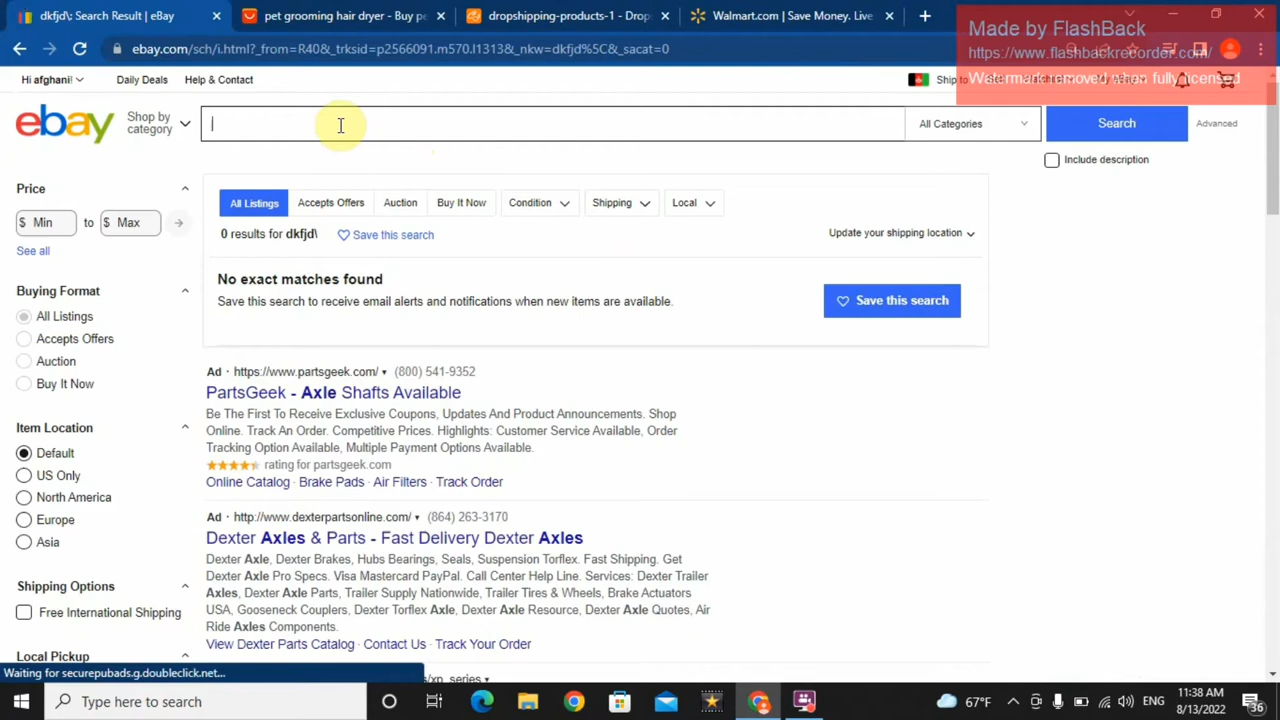 dkfjd\: Search Result | eBay
pet grooming hair dryer - Buy pe
dropshipping-products-1 - Drop
Walmart.com | Save Money. Live
Made by FlashBack
ebay.com/sch/i.html?_from=R40&_trksid=p2566091.m570.l1313&_nkw=dkfjd%5C&_sacat=0
https://www.flashbackrecorder.com/
Hi afghani!
Daily Deals
Help & Contact
Ship to
Watermark removed when fully licensed
ebay
Shop by category
All Categories
Search
Advanced
Include description
Price
$ Min to $ Max
See all
All Listings
Accepts Offers
Auction
Buy It Now
Condition
Shipping
Local
0 results for dkfjd\
Save this search
Update your shipping location
No exact matches found
Save this search to receive email alerts and notifications when new items are available.
Save this search
Buying Format
All Listings
Accepts Offers
Auction
Buy It Now
Item Location
Default
US Only
North America
Europe
Asia
Shipping Options
Free International Shipping
Local Pickup
Ad · https://www.partsgeek.com/ (800) 541-9352
PartsGeek - Axle Shafts Available
Be The First To Receive Exclusive Coupons, Updates And Product Announcements. Shop
Online. Track An Order. Competitive Prices. Highlights: Customer Service Available, Order
Tracking Option Available, Multiple Payment Options Available.
rating for partsgeek.com
Online Catalog · Brake Pads · Air Filters · Track Order
Ad · http://www.dexterpartsonline.com/ (864) 263-3170
Dexter Axles & Parts - Fast Delivery Dexter Axles
Dexter Axle, Dexter Brakes, Hubs Bearings, Seals, Suspension Torflex. Fast Shipping. Get
Dexter Axle Pro Specs. Visa Mastercard PayPal. Call Center Help Line. Services: Dexter Trailer
Axles, Dexter Axle Parts, Trailer Supply Nationwide, Trailer Tires & Wheels, Brake Actuators
USA, Gooseneck Couplers, Dexter Torflex Axle, Dexter Axle Resource, Dexter Axle Quotes, Air
Ride Axles Components.
View Dexter Parts Catalog · Contact Us · Track Your Order
Waiting for securepubads.g.doubleclick.net...
Type here to search
67°F
ENG
11:38 AM
8/13/2022
36